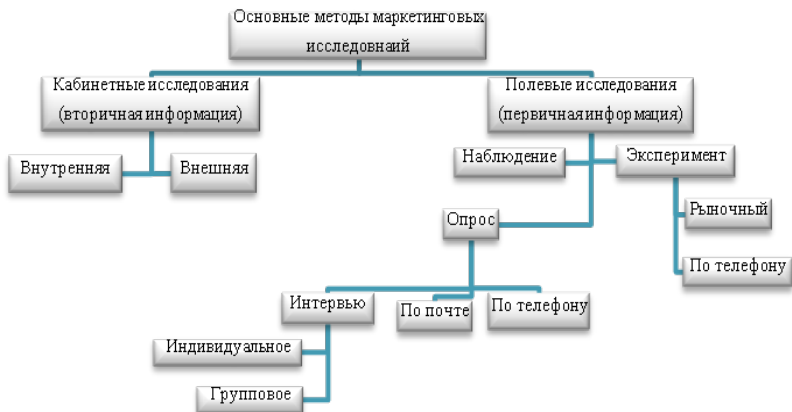 Основные методы маркетинговых
исследовнаий
Кабинетные исследования
(вторичная информация)
Полевые исследования
(первичная информация)
Внутренняя
Внешняя
Наблюдение
Эксперимент
Рыночный
По телефону
Опрос
Интервью
По почте
По телефону
Индивидуальное
Групповое